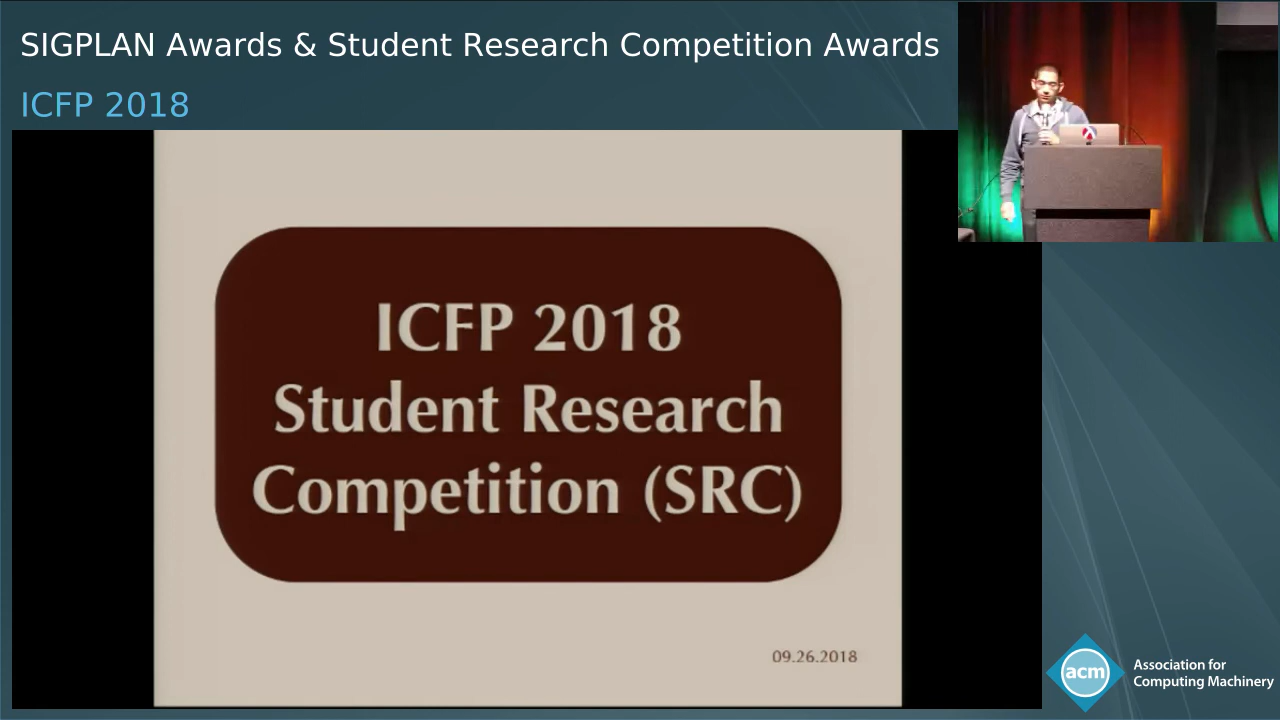 SIGPLAN Awards & Student Research Competition Awards
ICFP 2018
ICFP 2018
Student Research
Competition (SRC)
09.26.2018
acm
Association for
Computing Machinery